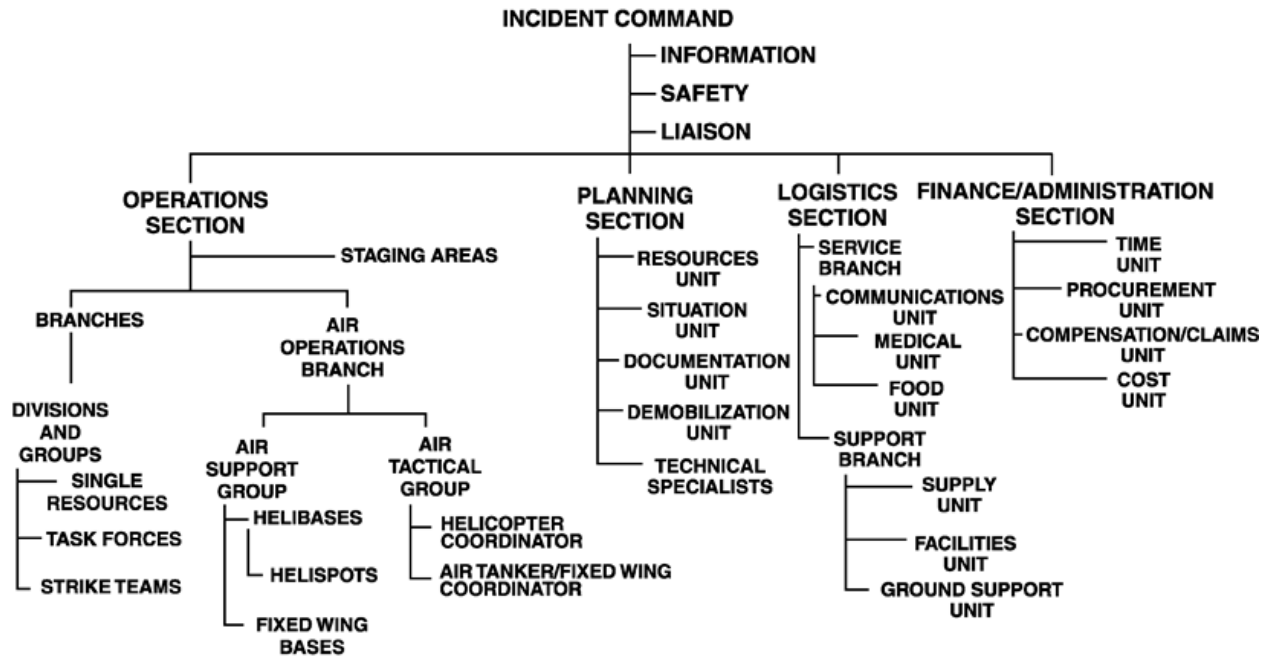 INCIDENT COMMAND
INFORMATION
SAFETY
LIAISON
OPERATIONS
SECTION
STAGING AREAS
BRANCHES
AIR
OPERATIONS
BRANCH
DIVISIONS
AND
GROUPS
SINGLE
RESOURCES
TASK FORCES
STRIKE TEAMS
AIR
SUPPORT
GROUP
HELIBASES
HELISPOTS
FIXED WING
BASES
AIR
TACTICAL
GROUP
HELICOPTER
COORDINATOR
AIR TANKER/FIXED WING
COORDINATOR
PLANNING
SECTION
RESOURCES
UNIT
SITUATION
UNIT
DOCUMENTATION
UNIT
DEMOBILIZATION
UNIT
TECHNICAL
SPECIALISTS
LOGISTICS
SECTION
SERVICE
BRANCH
COMMUNICATIONS
UNIT
MEDICAL
UNIT
FOOD
UNIT
SUPPORT
BRANCH
SUPPLY
UNIT
FACILITIES
UNIT
GROUND SUPPORT
UNIT
FINANCE/ADMINISTRATION
SECTION
TIME
UNIT
PROCUREMENT
UNIT
COMPENSATION/CLAIMS
UNIT
COST
UNIT